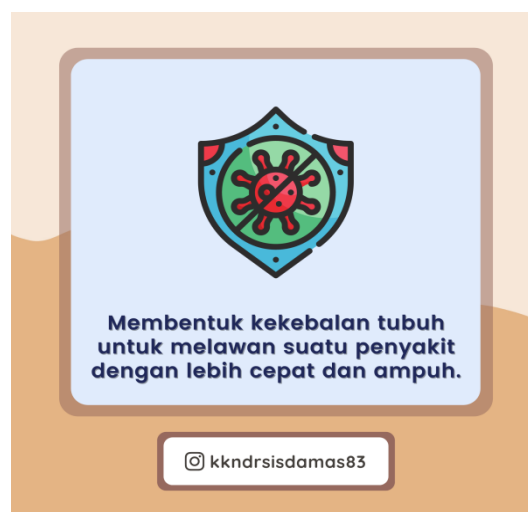 Membentuk kekebalan tubuh
untuk melawan suatu penyakit
dengan lebih cepat dan ampuh.
kkndrsisdamas83